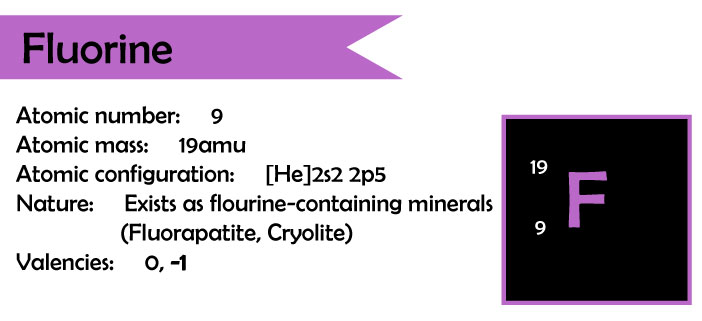 Fluorine
Atomic number: 9
Atomic mass: 19amu
Atomic configuration: [He]2s2 2p5
Nature: Exists as flourine-containing minerals
(Fluorapatite, Cryolite)
Valencies: 0, -1
19
F
9